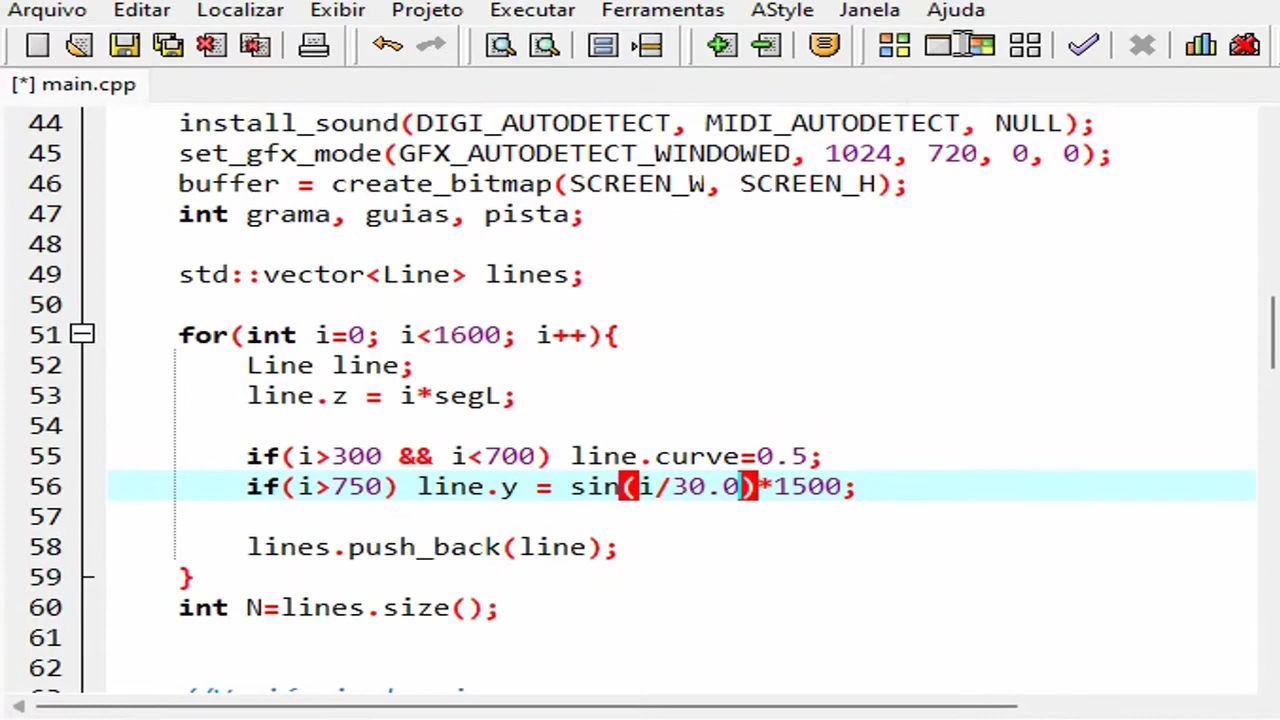 Arquivo Editar Localizar Exibir Projeto Executar Ferramentas AStyle Janela Ajuda
[*] main.cpp
44 install_sound(DIGI_AUTODETECT, MIDI_AUTODETECT, NULL);
45 set_gfx_mode(GFX_AUTODETECT_WINDOWED, 1024, 720, 0, 0);
46 buffer = create_bitmap(SCREEN_W, SCREEN_H);
47 int grama, guias, pista;
48
49 std::vector<Line> lines;
50
51 for(int i=0; i<1600; i++){
52 Line line;
53 line.z = i*segL;
54
55 if(i>300 && i<700) line.curve=0.5;
56 if(i>750) line.y = sin(i/30.0)*1500;
57
58 lines.push_back(line);
59 }
60 int N=lines.size();
61
62